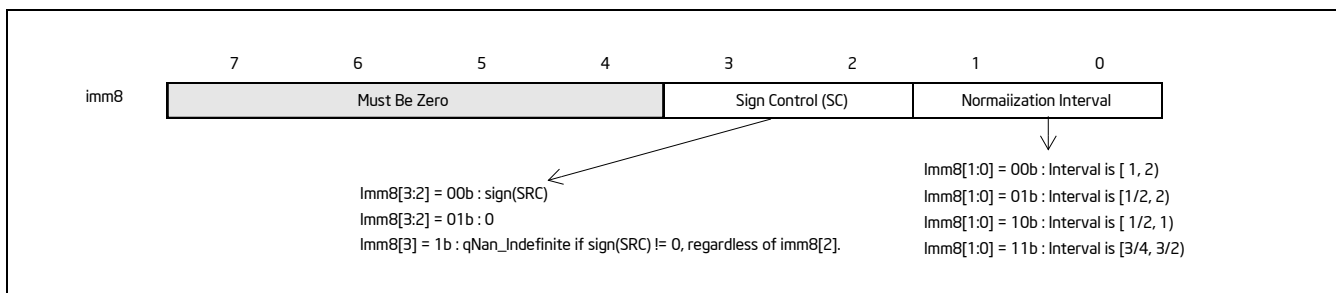 7 6 5 4 3 2 1 0
imm8 Must Be Zero Sign Control (SC) Normaiization Interval
Imm8[3:2] = 00b : sign(SRC)
Imm8[3:2] = 01b : 0
Imm8[3] = 1b : qNan_Indefinite if sign(SRC) != 0, regardless of imm8[2].
Imm8[1:0] = 00b : Interval is [ 1, 2)
Imm8[1:0] = 01b : Interval is [1/2, 2)
Imm8[1:0] = 10b : Interval is [ 1/2, 1)
Imm8[1:0] = 11b : Interval is [3/4, 3/2)